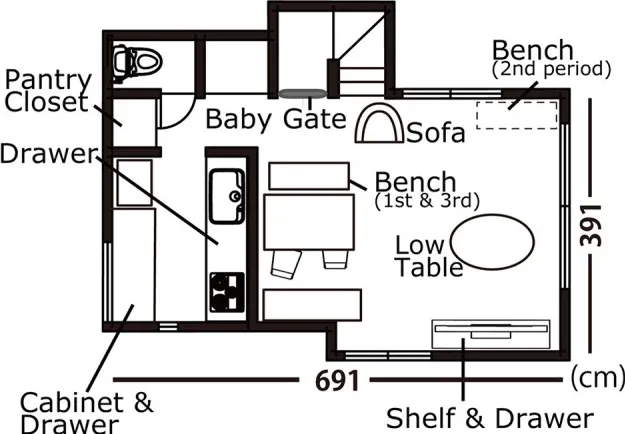 Bench
(2nd period)
Pantry
Closet
Baby Gate
Sofa
Drawer
Bench
(1st & 3rd)
Low
Table
391
691
(cm)
Cabinet &
Drawer
Shelf & Drawer